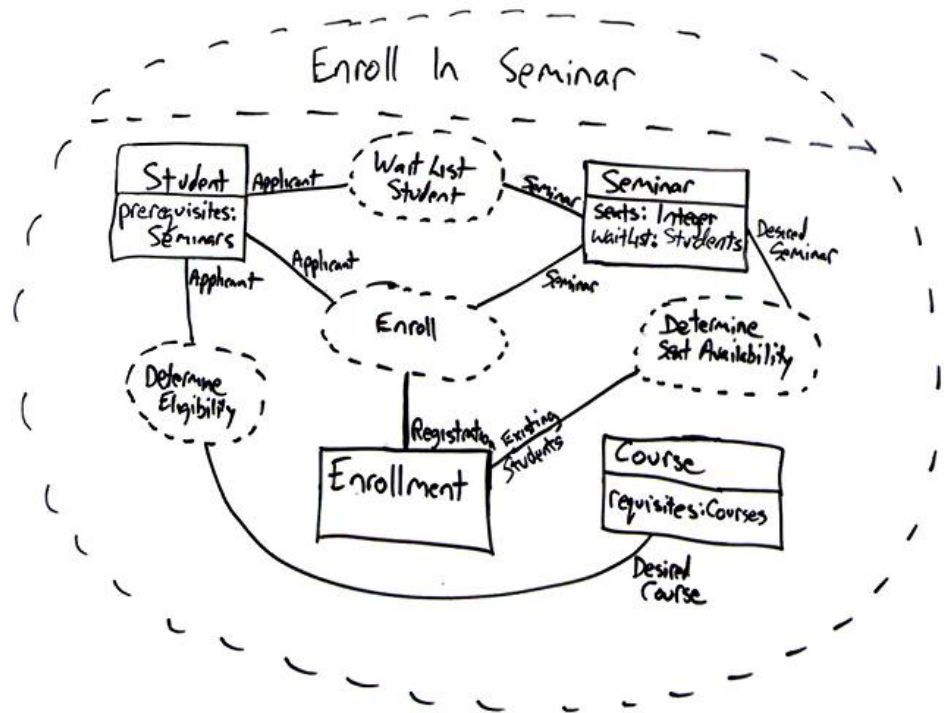 Enroll In Seminar
Student
prerequisites:
Seminars
Applicant
Wait List
Student
Seminar
Seminar
seats: Integer
waitList: Students
Desired
Seminar
Applicant
Applicant
Enroll
Seminar
Determine
Seat Availability
Determine
Eligibility
Registration
Existing
Students
Enrollment
Course
requisites: Courses
Desired
Course